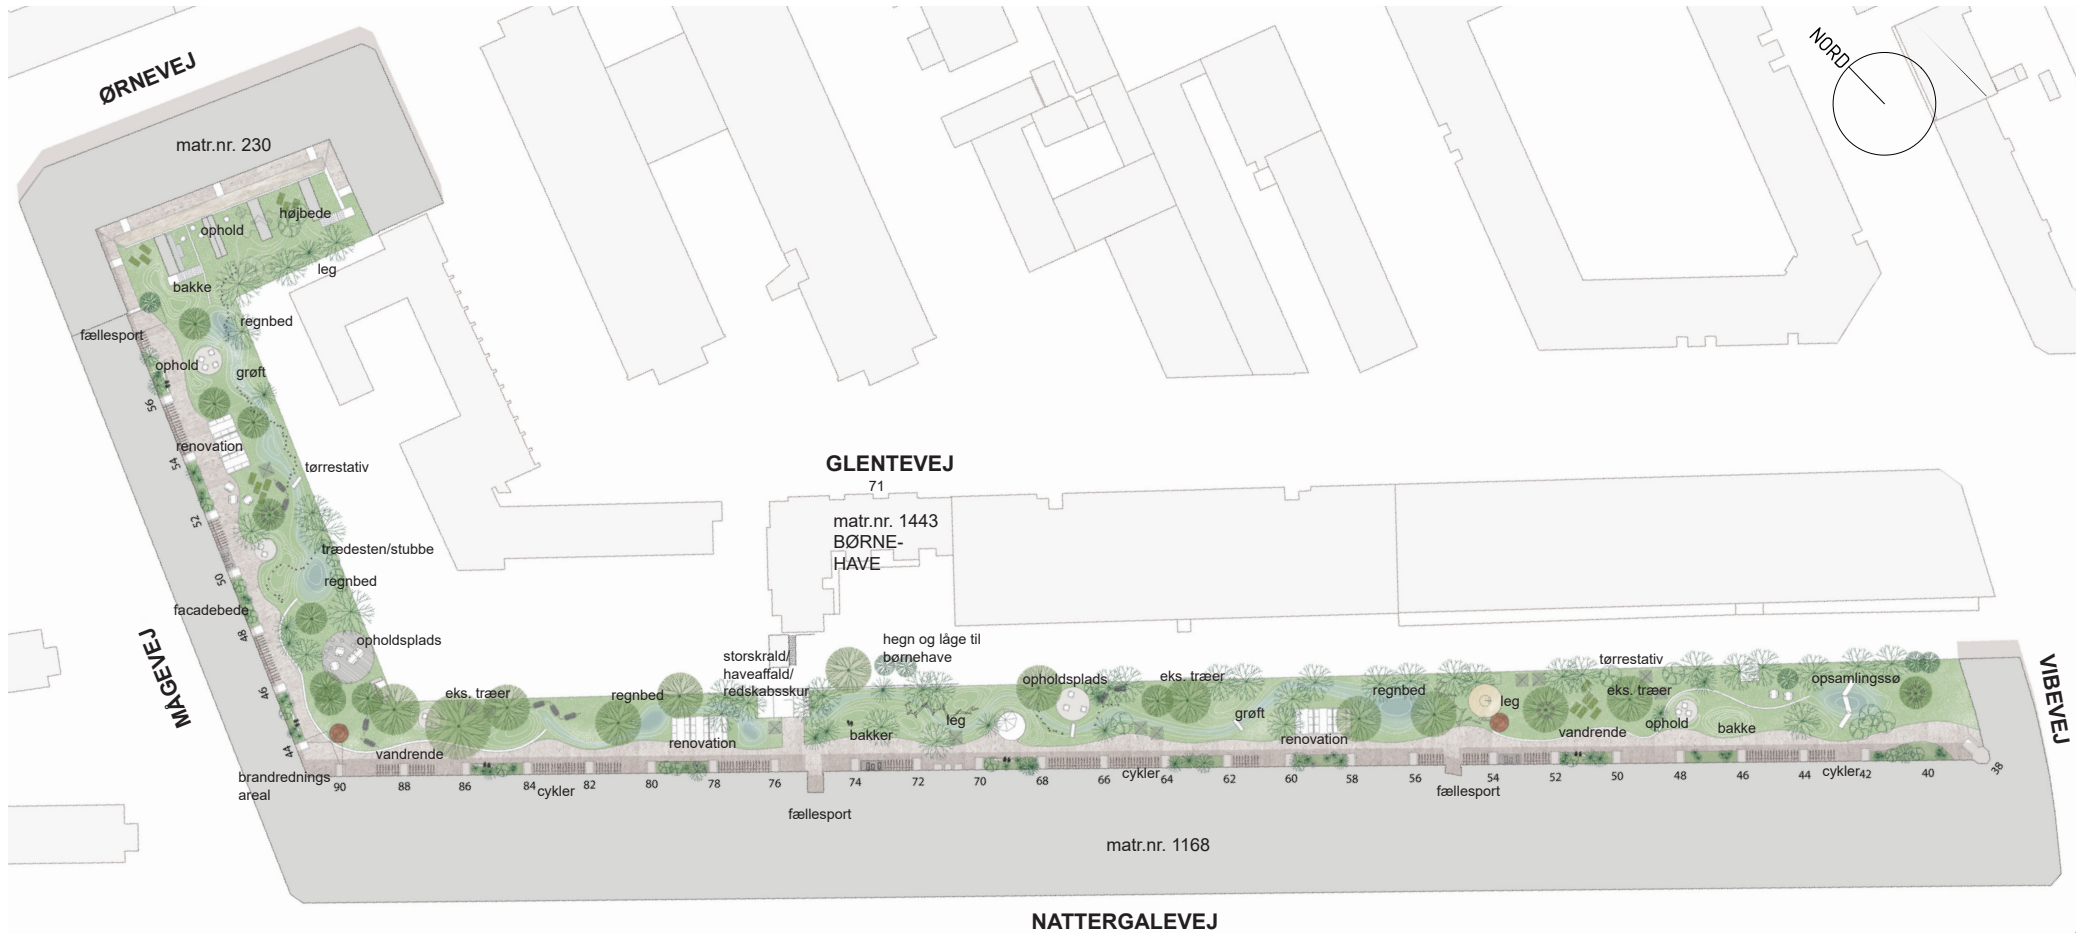 NORD
ØRNEVEJ
matr.nr. 230
højbede
ophold
leg
bakke
regnbed
fællesport
ophold
grøft
56
renovation
54
tørrestativ
52
trædesten/stubbe
regnbed
50
facadebede
48
opholdsplads
MÅGEVEJ
46
44
GLENTEVEJ
71
matr.nr. 1443
BØRNE-
HAVE
storskrald/
haveaffald/
redskabsskur
hegn og låge til
børnehave
eks. træer
regnbed
opholdsplads
eks. træer
regnbed
tørrestativ
eks. træer
opsamlingssø
leg
grøft
leg
ophold
bakke
vandrende
renovation
bakker
renovation
vandrende
VIBEVEJ
brandrednings
areal
90
88
86
84
cykler
82
80
78
76
74
72
70
68
66
cykler
64
62
60
58
56
54
52
50
48
46
44
cykler
42
40
38
fællesport
fællesport
matr.nr. 1168
NATTERGALEVEJ